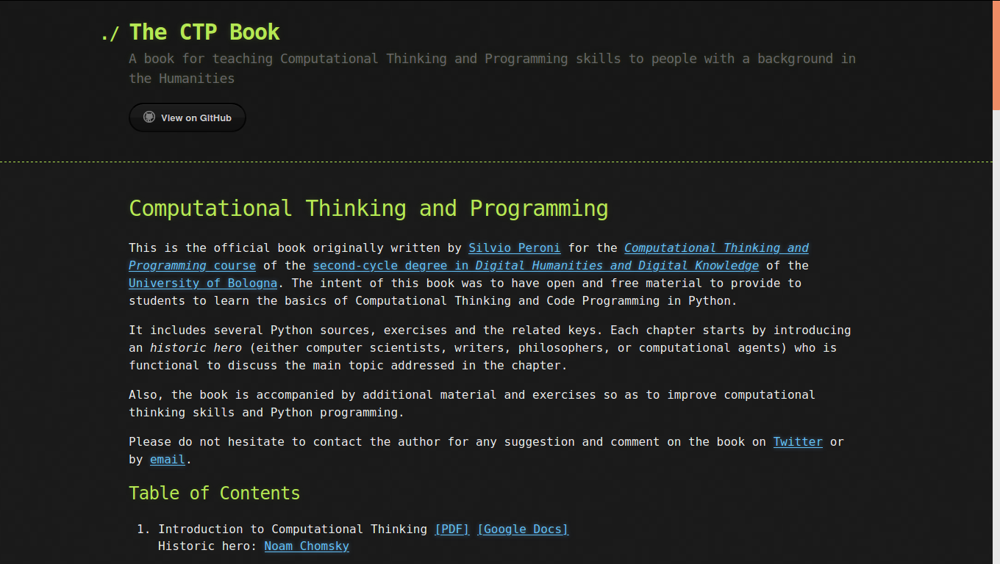 ./ The CTP Book
A book for teaching Computational Thinking and Programming skills to people with a background in
the Humanities
View on GitHub
Computational Thinking and Programming
This is the official book originally written by Silvio Peroni for the Computational Thinking and
Programming course of the second-cycle degree in Digital Humanities and Digital Knowledge of the
University of Bologna. The intent of this book was to have open and free material to provide to
students to learn the basics of Computational Thinking and Code Programming in Python.
It includes several Python sources, exercises and the related keys. Each chapter starts by introducing
an historic hero (either computer scientists, writers, philosophers, or computational agents) who is
functional to discuss the main topic addressed in the chapter.
Also, the book is accompanied by additional material and exercises so as to improve computational
thinking skills and Python programming.
Please do not hesitate to contact the author for any suggestion and comment on the book on Twitter or
by email.
Table of Contents
1. Introduction to Computational Thinking [PDF] [Google Docs]
Historic hero: Noam Chomsky